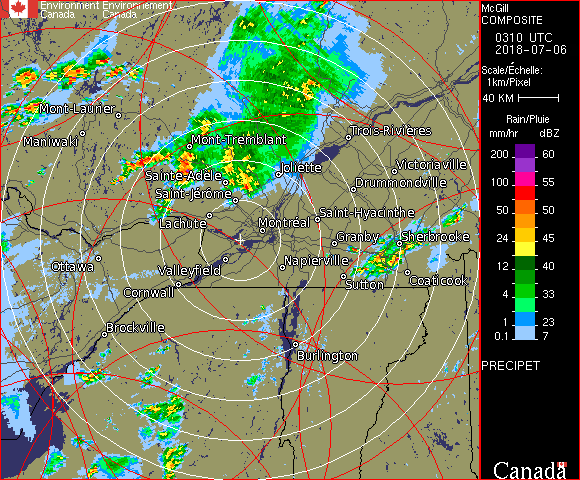 Environment Environnement
Canada Canada
McGill
COMPOSITE
0310 UTC
2018-07-06
Scale/Échelle:
1km/Pixel
40 KM
Rain/Pluie
mm/hr dBZ
200 60
100 55
50 50
24 45
12 40
4 33
1 23
0.1 7
PRECIPET
Canada
Mont-Laurier
Maniwaki
Mont-Tremblant
Trois-Rivières
Sainte-Adèle
Joliette
Victoriaville
Saint-Jérôme
Drummondville
Lachute
Saint-Hyacinthe
Montréal
Granby
Sherbrooke
Ottawa
Valleyfield
Napierville
Cornwall
Sutton
Coaticook
Brockville
Burlington